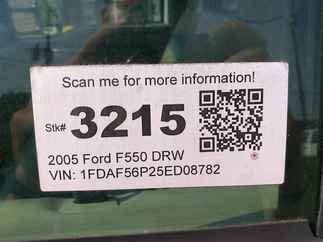 Scan me for more information!
Stk# 3215
2005 Ford F550 DRW
VIN: 1FDAF56P25ED08782